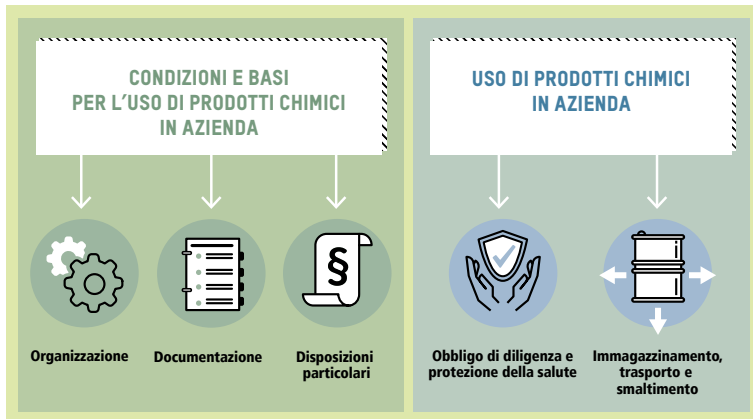 CONDIZIONI E BASI
PER L'USO DI PRODOTTI CHIMICI
IN AZIENDA
Organizzazione
Documentazione
§
Disposizioni
particolari
USO DI PRODOTTI CHIMICI
IN AZIENDA
Obbligo di diligenza e
protezione della salute
Immagazzinamento,
trasporto e
smaltimento